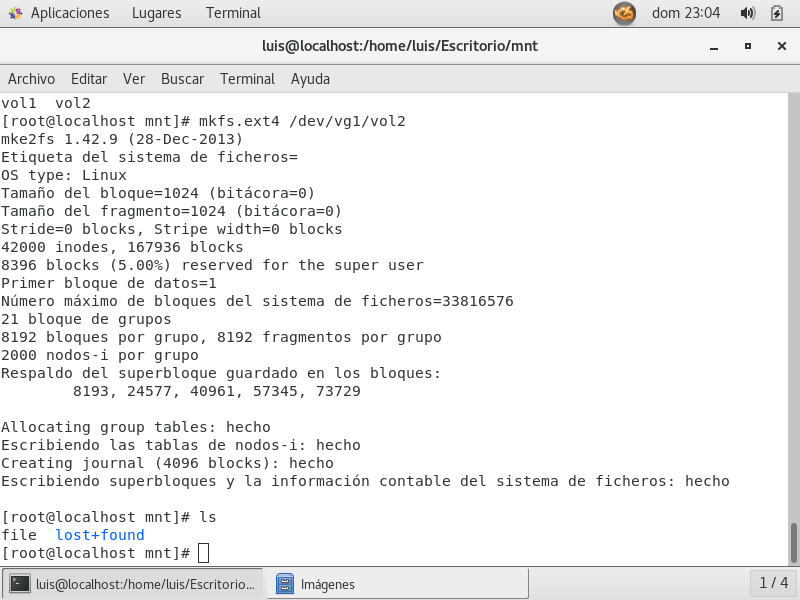 Aplicaciones Lugares Terminal dom 23:04
luis@localhost:/home/luis/Escritorio/mnt
Archivo Editar Ver Buscar Terminal Ayuda
vol1  vol2
[root@localhost mnt]# mkfs.ext4 /dev/vg1/vol2
mke2fs 1.42.9 (28-Dec-2013)
Etiqueta del sistema de ficheros=
OS type: Linux
Tamaño del bloque=1024 (bitácora=0)
Tamaño del fragmento=1024 (bitácora=0)
Stride=0 blocks, Stripe width=0 blocks
42000 inodes, 167936 blocks
8396 blocks (5.00%) reserved for the super user
Primer bloque de datos=1
Número máximo de bloques del sistema de ficheros=33816576
21 bloque de grupos
8192 bloques por grupo, 8192 fragmentos por grupo
2000 nodos-i por grupo
Respaldo del superbloque guardado en los bloques:
        8193, 24577, 40961, 57345, 73729
Allocating group tables: hecho
Escribiendo las tablas de nodos-i: hecho
Creating journal (4096 blocks): hecho
Escribiendo superbloques y la información contable del sistema de ficheros: hecho
[root@localhost mnt]# ls
file  lost+found
[root@localhost mnt]#
luis@localhost:/home/luis/Escritorio... Imágenes 1 / 4